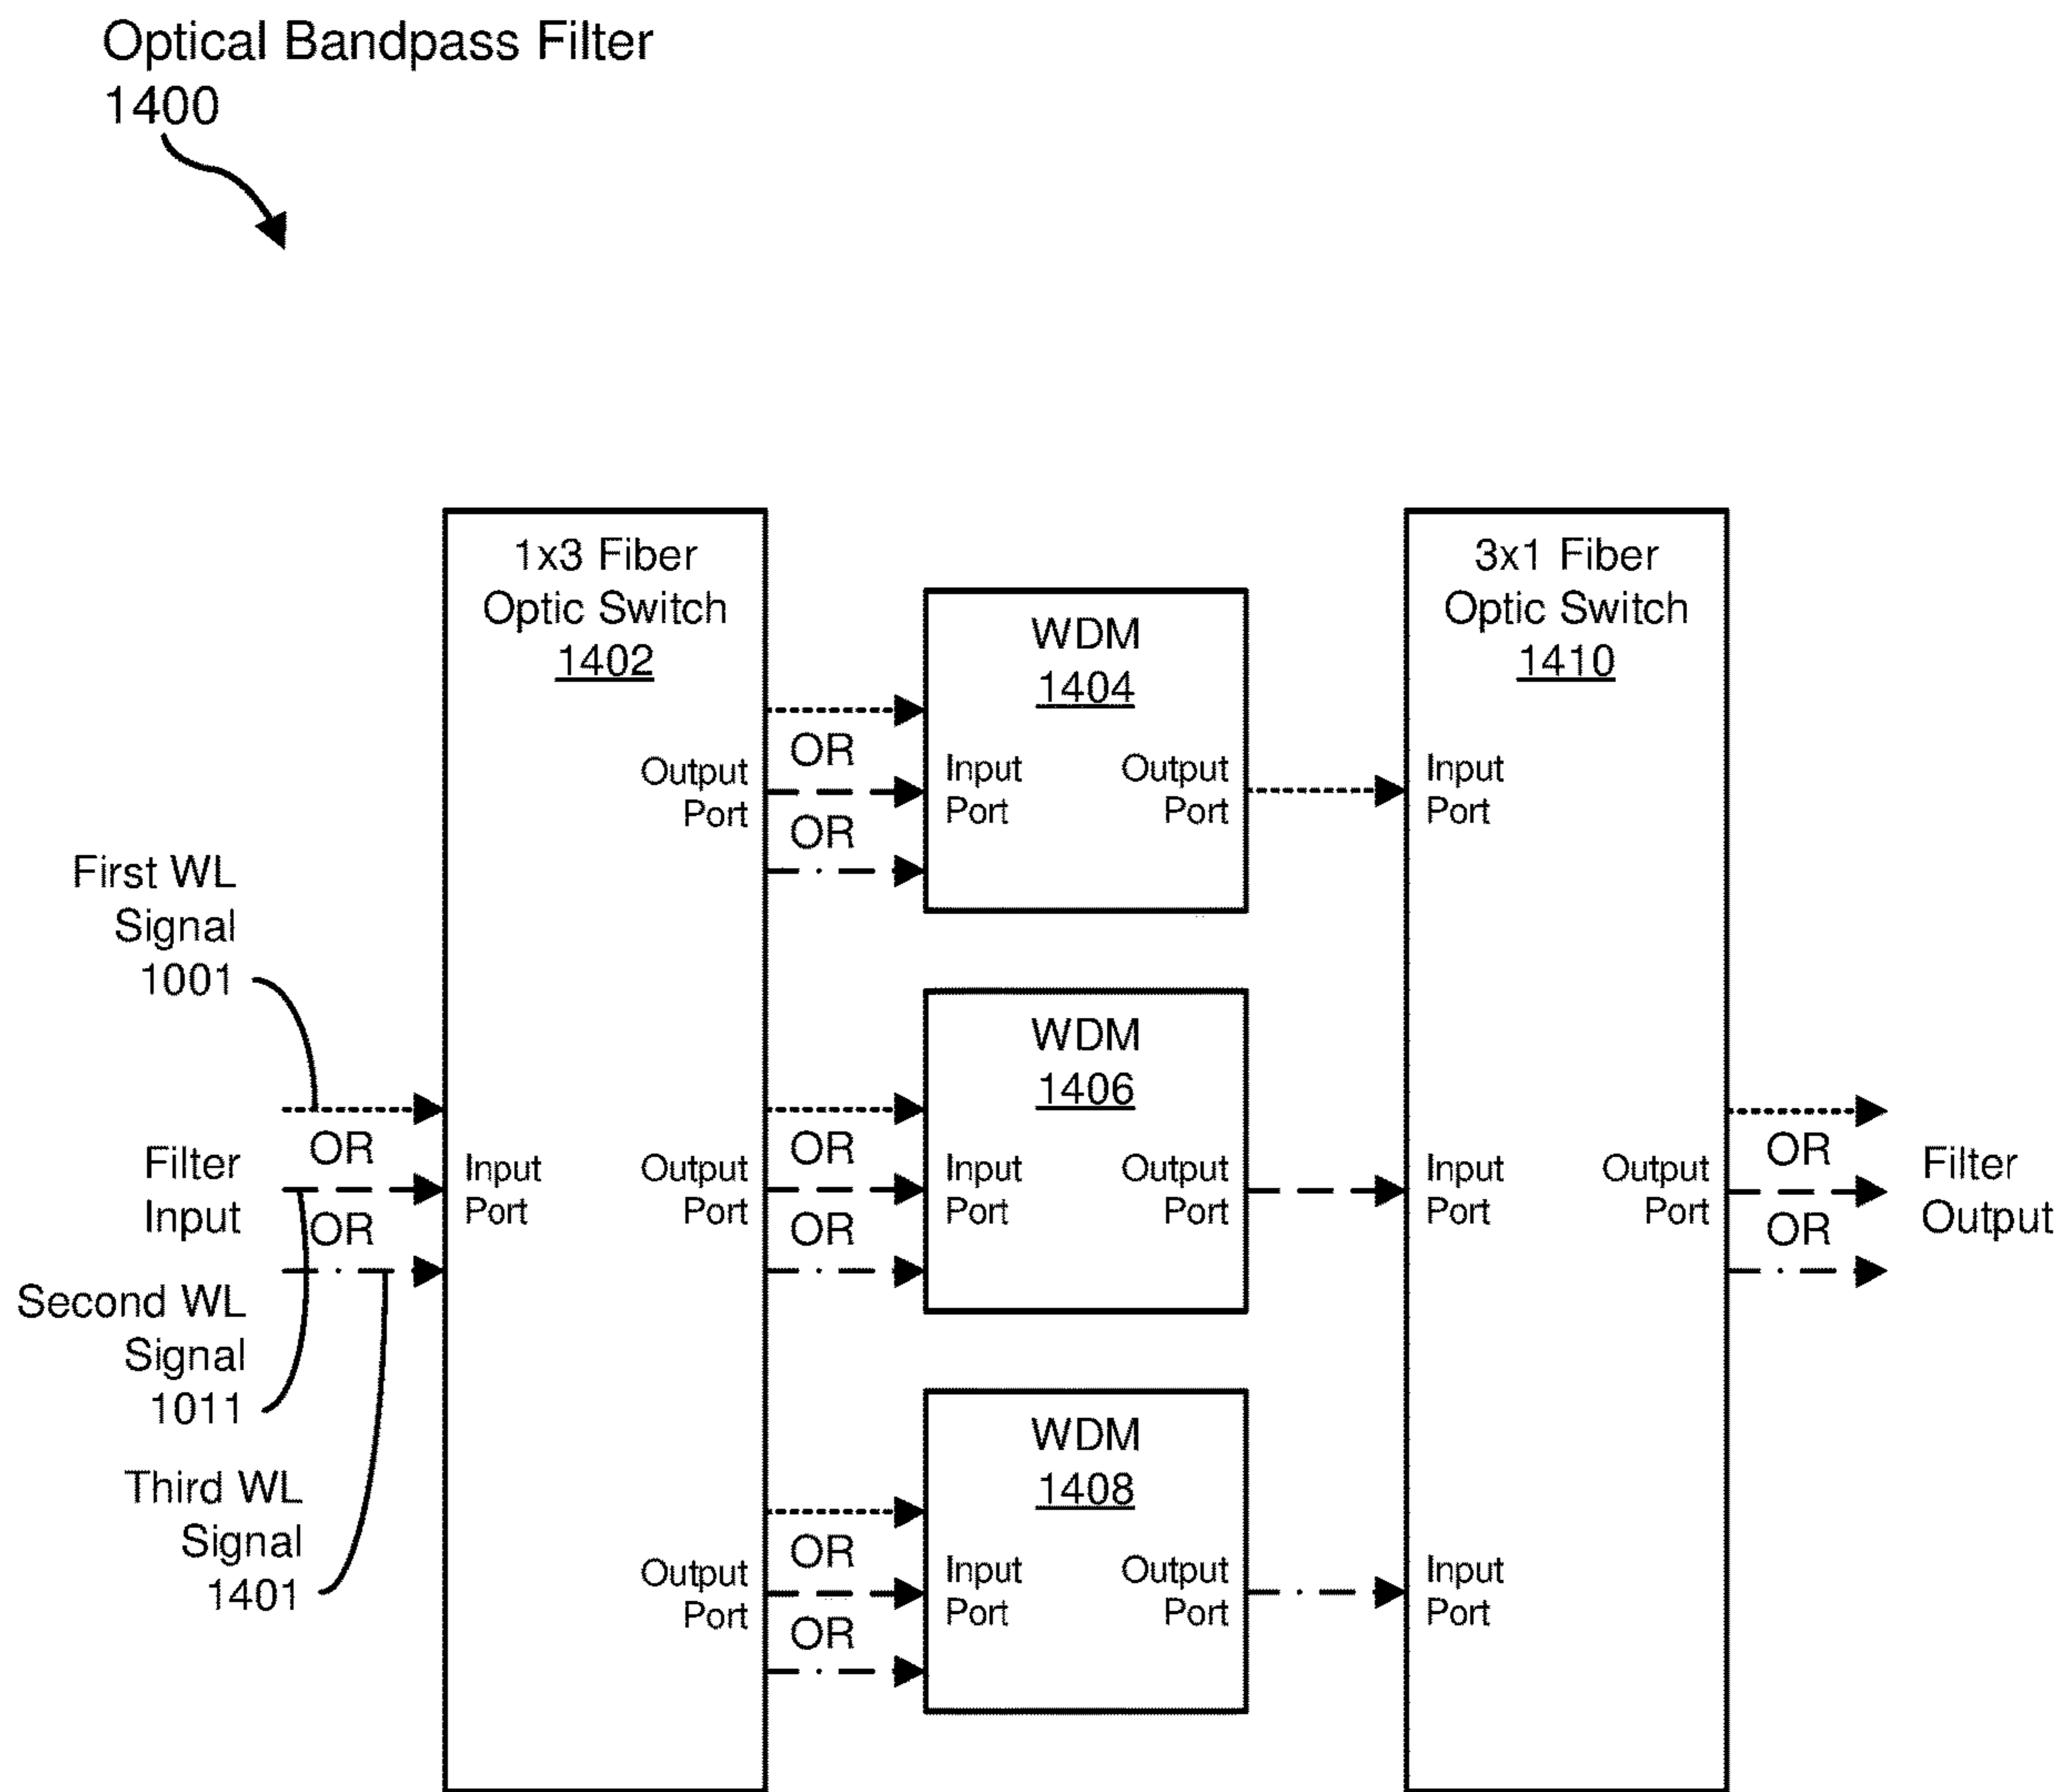 Optical Bandpass Filter
1400
1x3 Fiber
Optic Switch
1402
Input
Port
Output
Port
Output
Port
Output
Port
First WL
Signal
1001
Filter
Input
OR
OR
Second WL
Signal
1011
Third WL
Signal
1401
OR
OR
WDM
1404
Input
Port
Output
Port
OR
OR
WDM
1406
Input
Port
Output
Port
OR
OR
WDM
1408
Input
Port
Output
Port
3x1 Fiber
Optic Switch
1410
Input
Port
Input
Port
Input
Port
Output
Port
OR
OR
Filter
Output